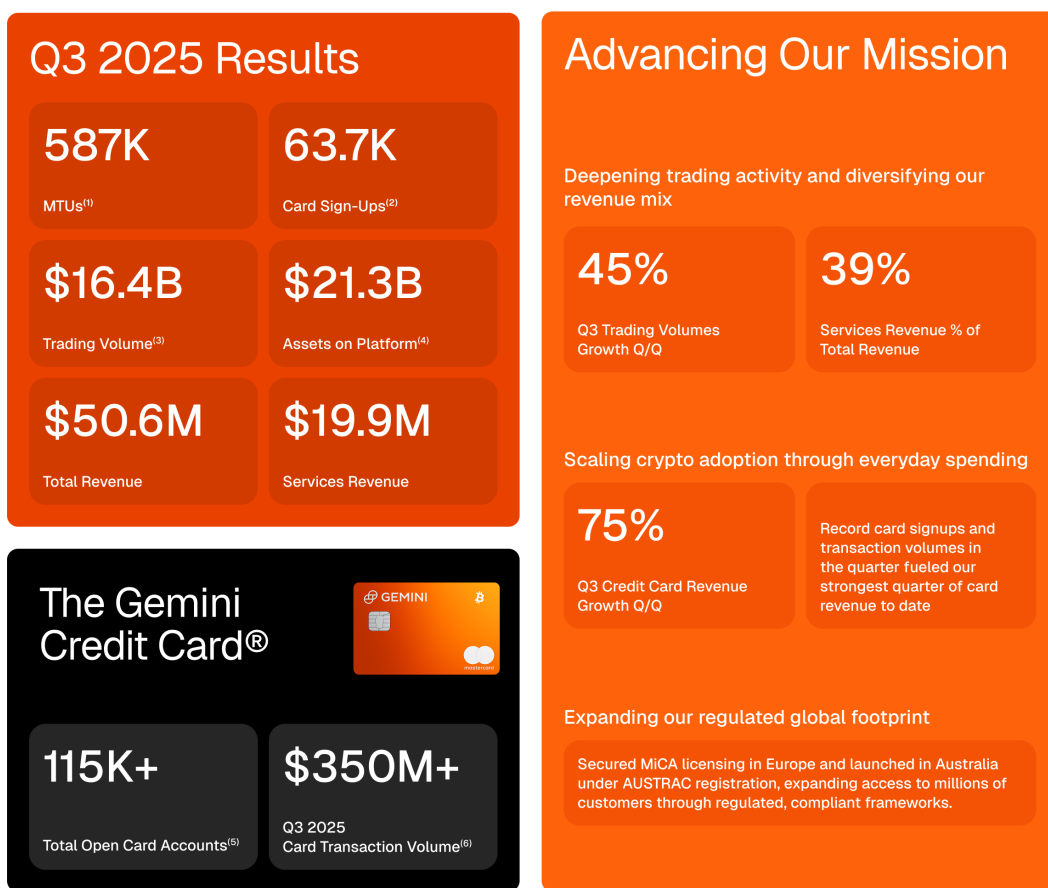 Q3 2025 Results
587K
MTUs(1)
63.7K
Card Sign-Ups(2)
$16.4B
Trading Volume(3)
$21.3B
Assets on Platform(4)
$50.6M
Total Revenue
$19.9M
Services Revenue
The Gemini
Credit Card®
GEMINI
mastercard
115K+
Total Open Card Accounts(5)
$350M+
Q3 2025
Card Transaction Volume(6)
Advancing Our Mission
Deepening trading activity and diversifying our
revenue mix
45%
Q3 Trading Volumes
Growth Q/Q
39%
Services Revenue % of
Total Revenue
Scaling crypto adoption through everyday spending
75%
Q3 Credit Card Revenue
Growth Q/Q
Record card signups and
transaction volumes in
the quarter fueled our
strongest quarter of card
revenue to date
Expanding our regulated global footprint
Secured MiCA licensing in Europe and launched in Australia
under AUSTRAC registration, expanding access to millions of
customers through regulated, compliant frameworks.